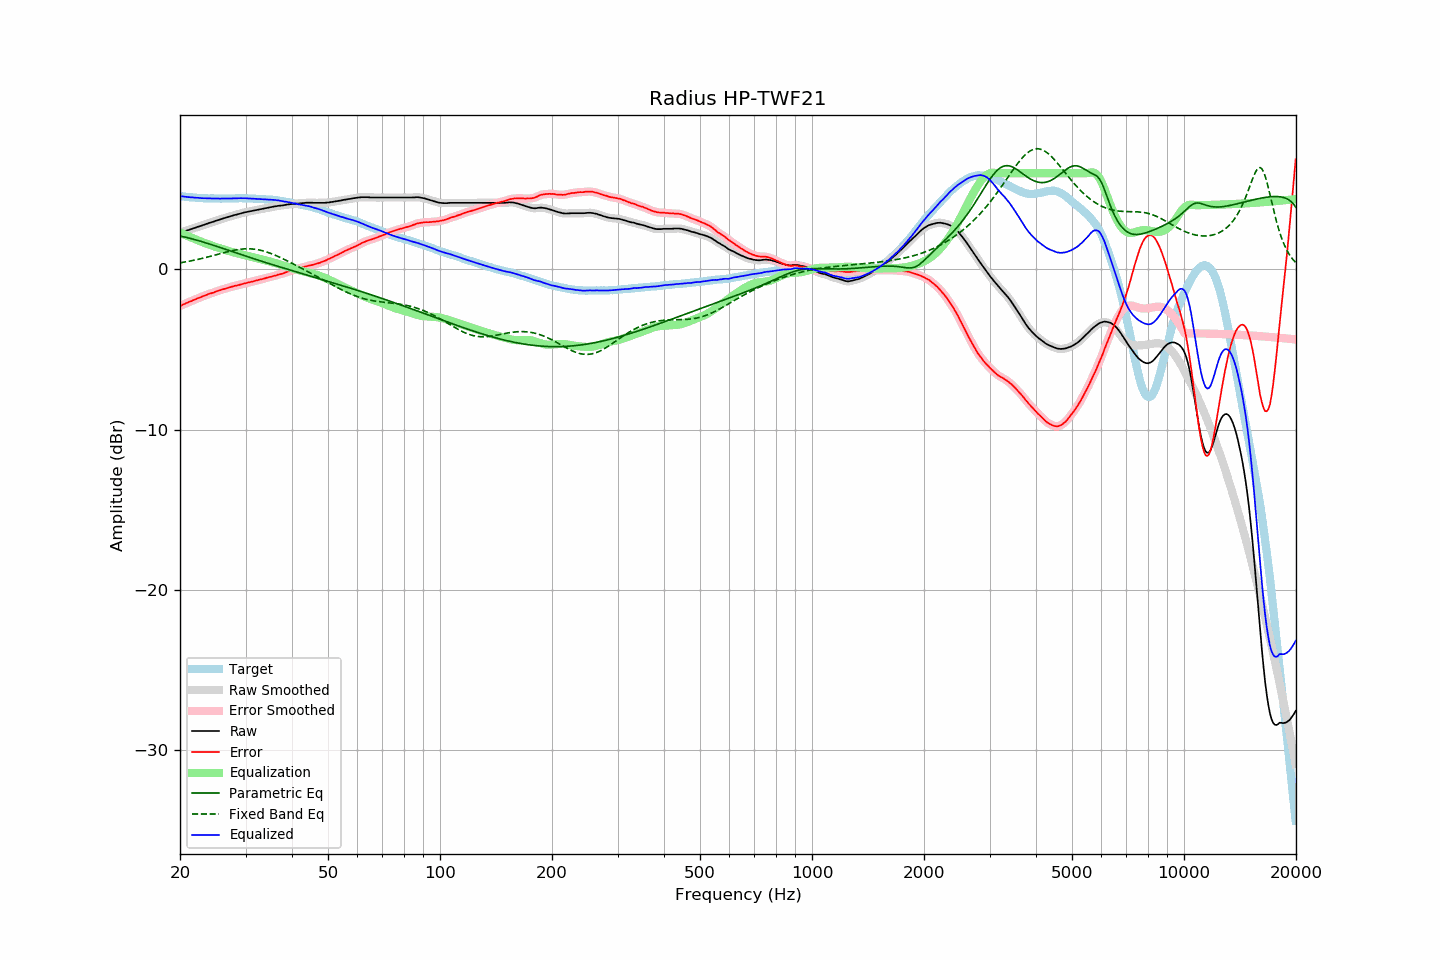 Radius HP-TWF21
Amplitude (dBr)
0
−10
−20
−30
Target
Raw Smoothed
Error Smoothed
Raw
Error
Equalization
Parametric Eq
Fixed Band Eq
Equalized
20 50 100 200 500 1000 2000 5000 10000 20000
Frequency (Hz)